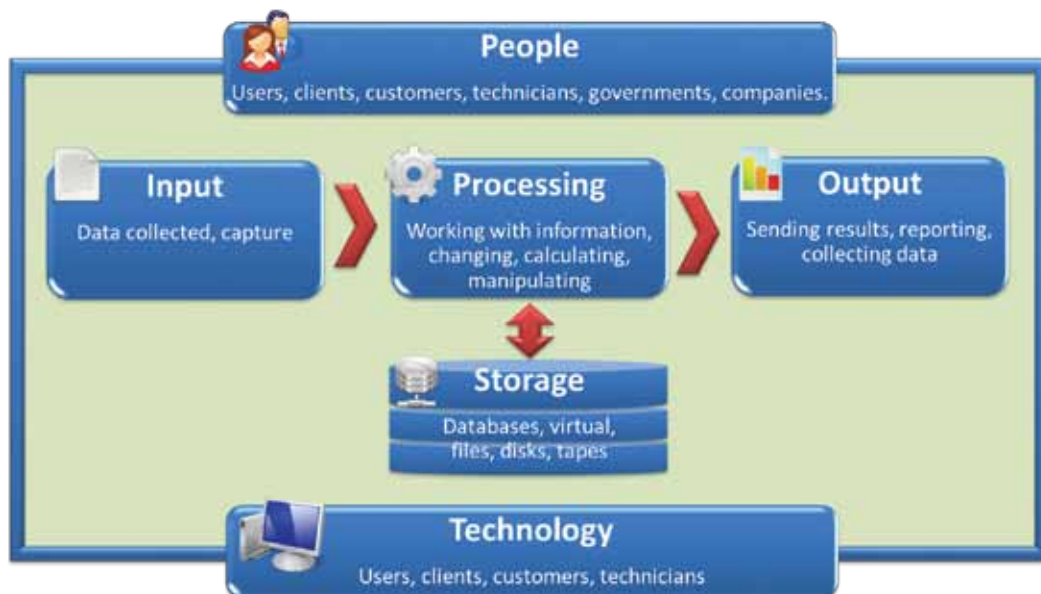 People
Users, clients, customers, technicians, governments, companies.
Input
Data collected, capture
Processing
Working with information,
changing, calculating,
manipulating
Output
Sending results, reporting,
collecting data
Storage
Databases, virtual,
files, disks, tapes
Technology
Users, clients, customers, technicians